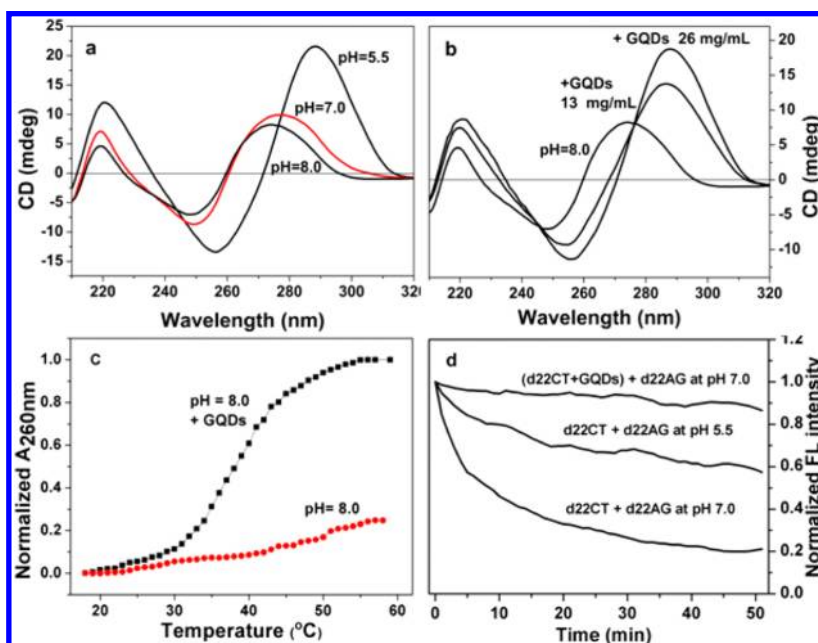 a
25
20
15
10
5
0
-5
-10
-15
CD (mdeg)
pH=5.5
pH=7.0
pH=8.0
220 240 260 280 300 320
Wavelength (nm)
b
+ GQDs 26 mg/mL
+GQDs
13 mg/mL
pH=8.0
20
15
10
5
0
-5
-10
CD (mdeg)
220 240 260 280 300 320
Wavelength (nm)
c
1.0
0.8
0.6
0.4
0.2
0.0
Normalized A260nm
pH = 8.0
+ GQDs
pH= 8.0
20 30 40 50 60
Temperature (°C)
d
(d22CT+GQDs) + d22AG at pH 7.0
d22CT + d22AG at pH 5.5
d22CT + d22AG at pH 7.0
1.2
1.0
0.8
0.6
0.4
0.2
0.0
Normalized FL intensity
0 10 20 30 40 50
Time (min)